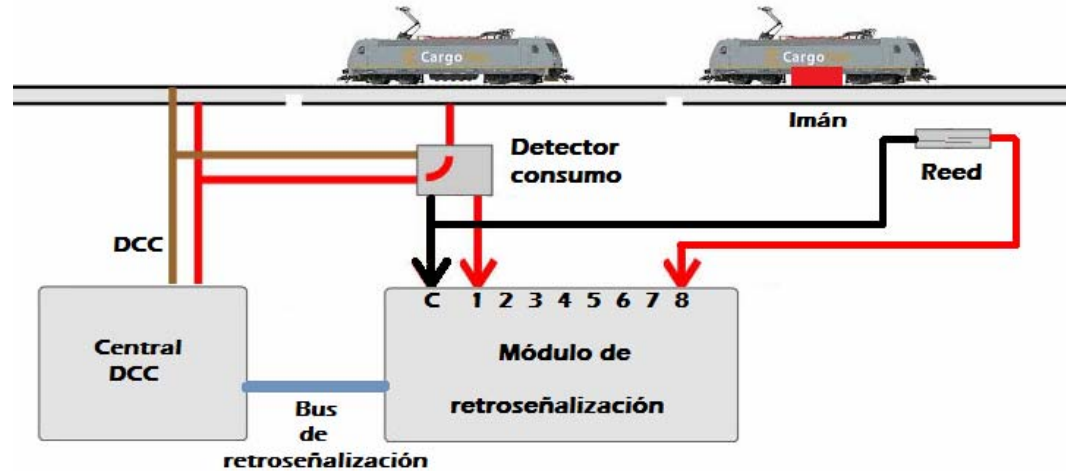 Cargo
Cargo
Imán
Detector
consumo
Reed
DCC
C 1 2 3 4 5 6 7 8
Central
DCC
Módulo de
retroseñalización
Bus
de
retroseñalización